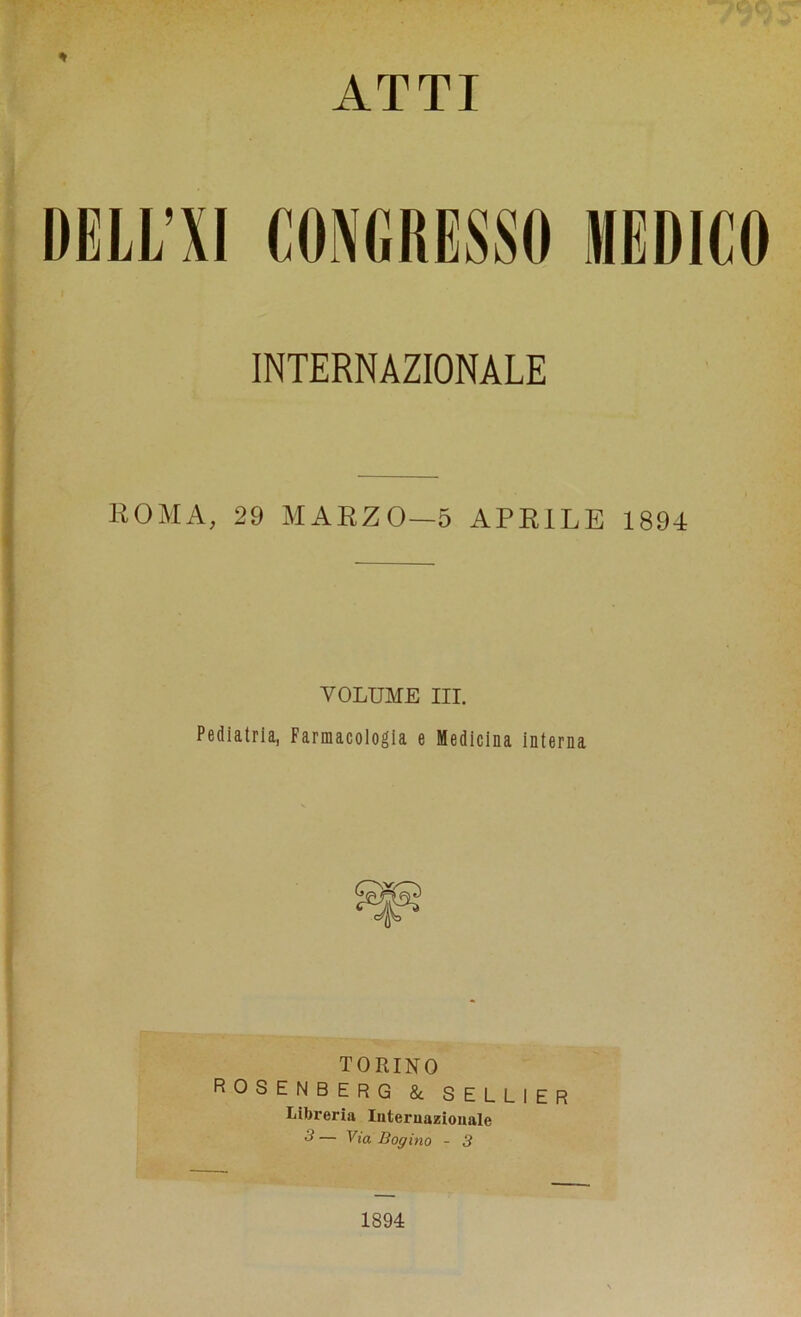 7995
ATTI
DELL'XI CONGRESSO MEDICO
INTERNAZIONALE
ROMA, 29 MARZO—5 APRILE 1894
VOLUME III.
Pediatria, Farmacologia e Medicina interna
TORINO
ROSENBERG & SELLIER
Libreria Internazionale
3 — Via Bogino - 3
1894